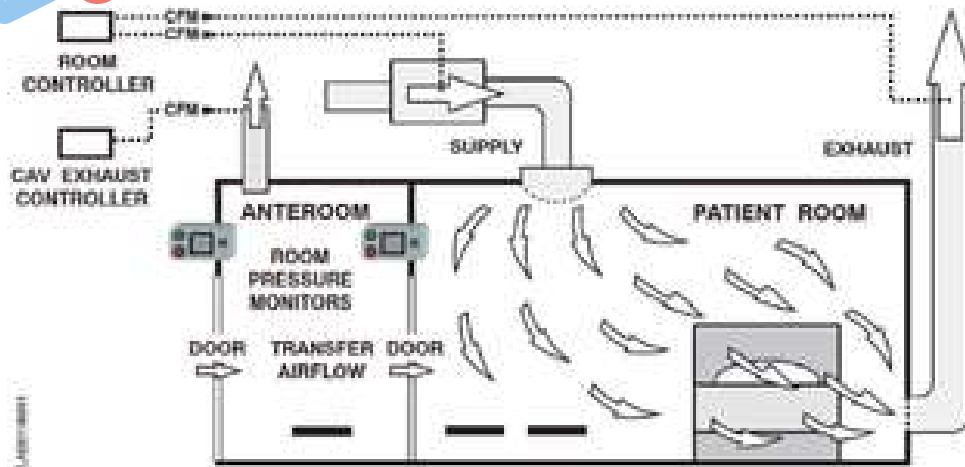 CFM
CFM
ROOM
CONTROLLER
CFM
SUPPLY
EXHAUST
CAV EXHAUST
CONTROLLER
ANTEROOM
PATIENT ROOM
ROOM
PRESSURE
MONITORS
DOOR
TRANSFER
AIRFLOW
DOOR